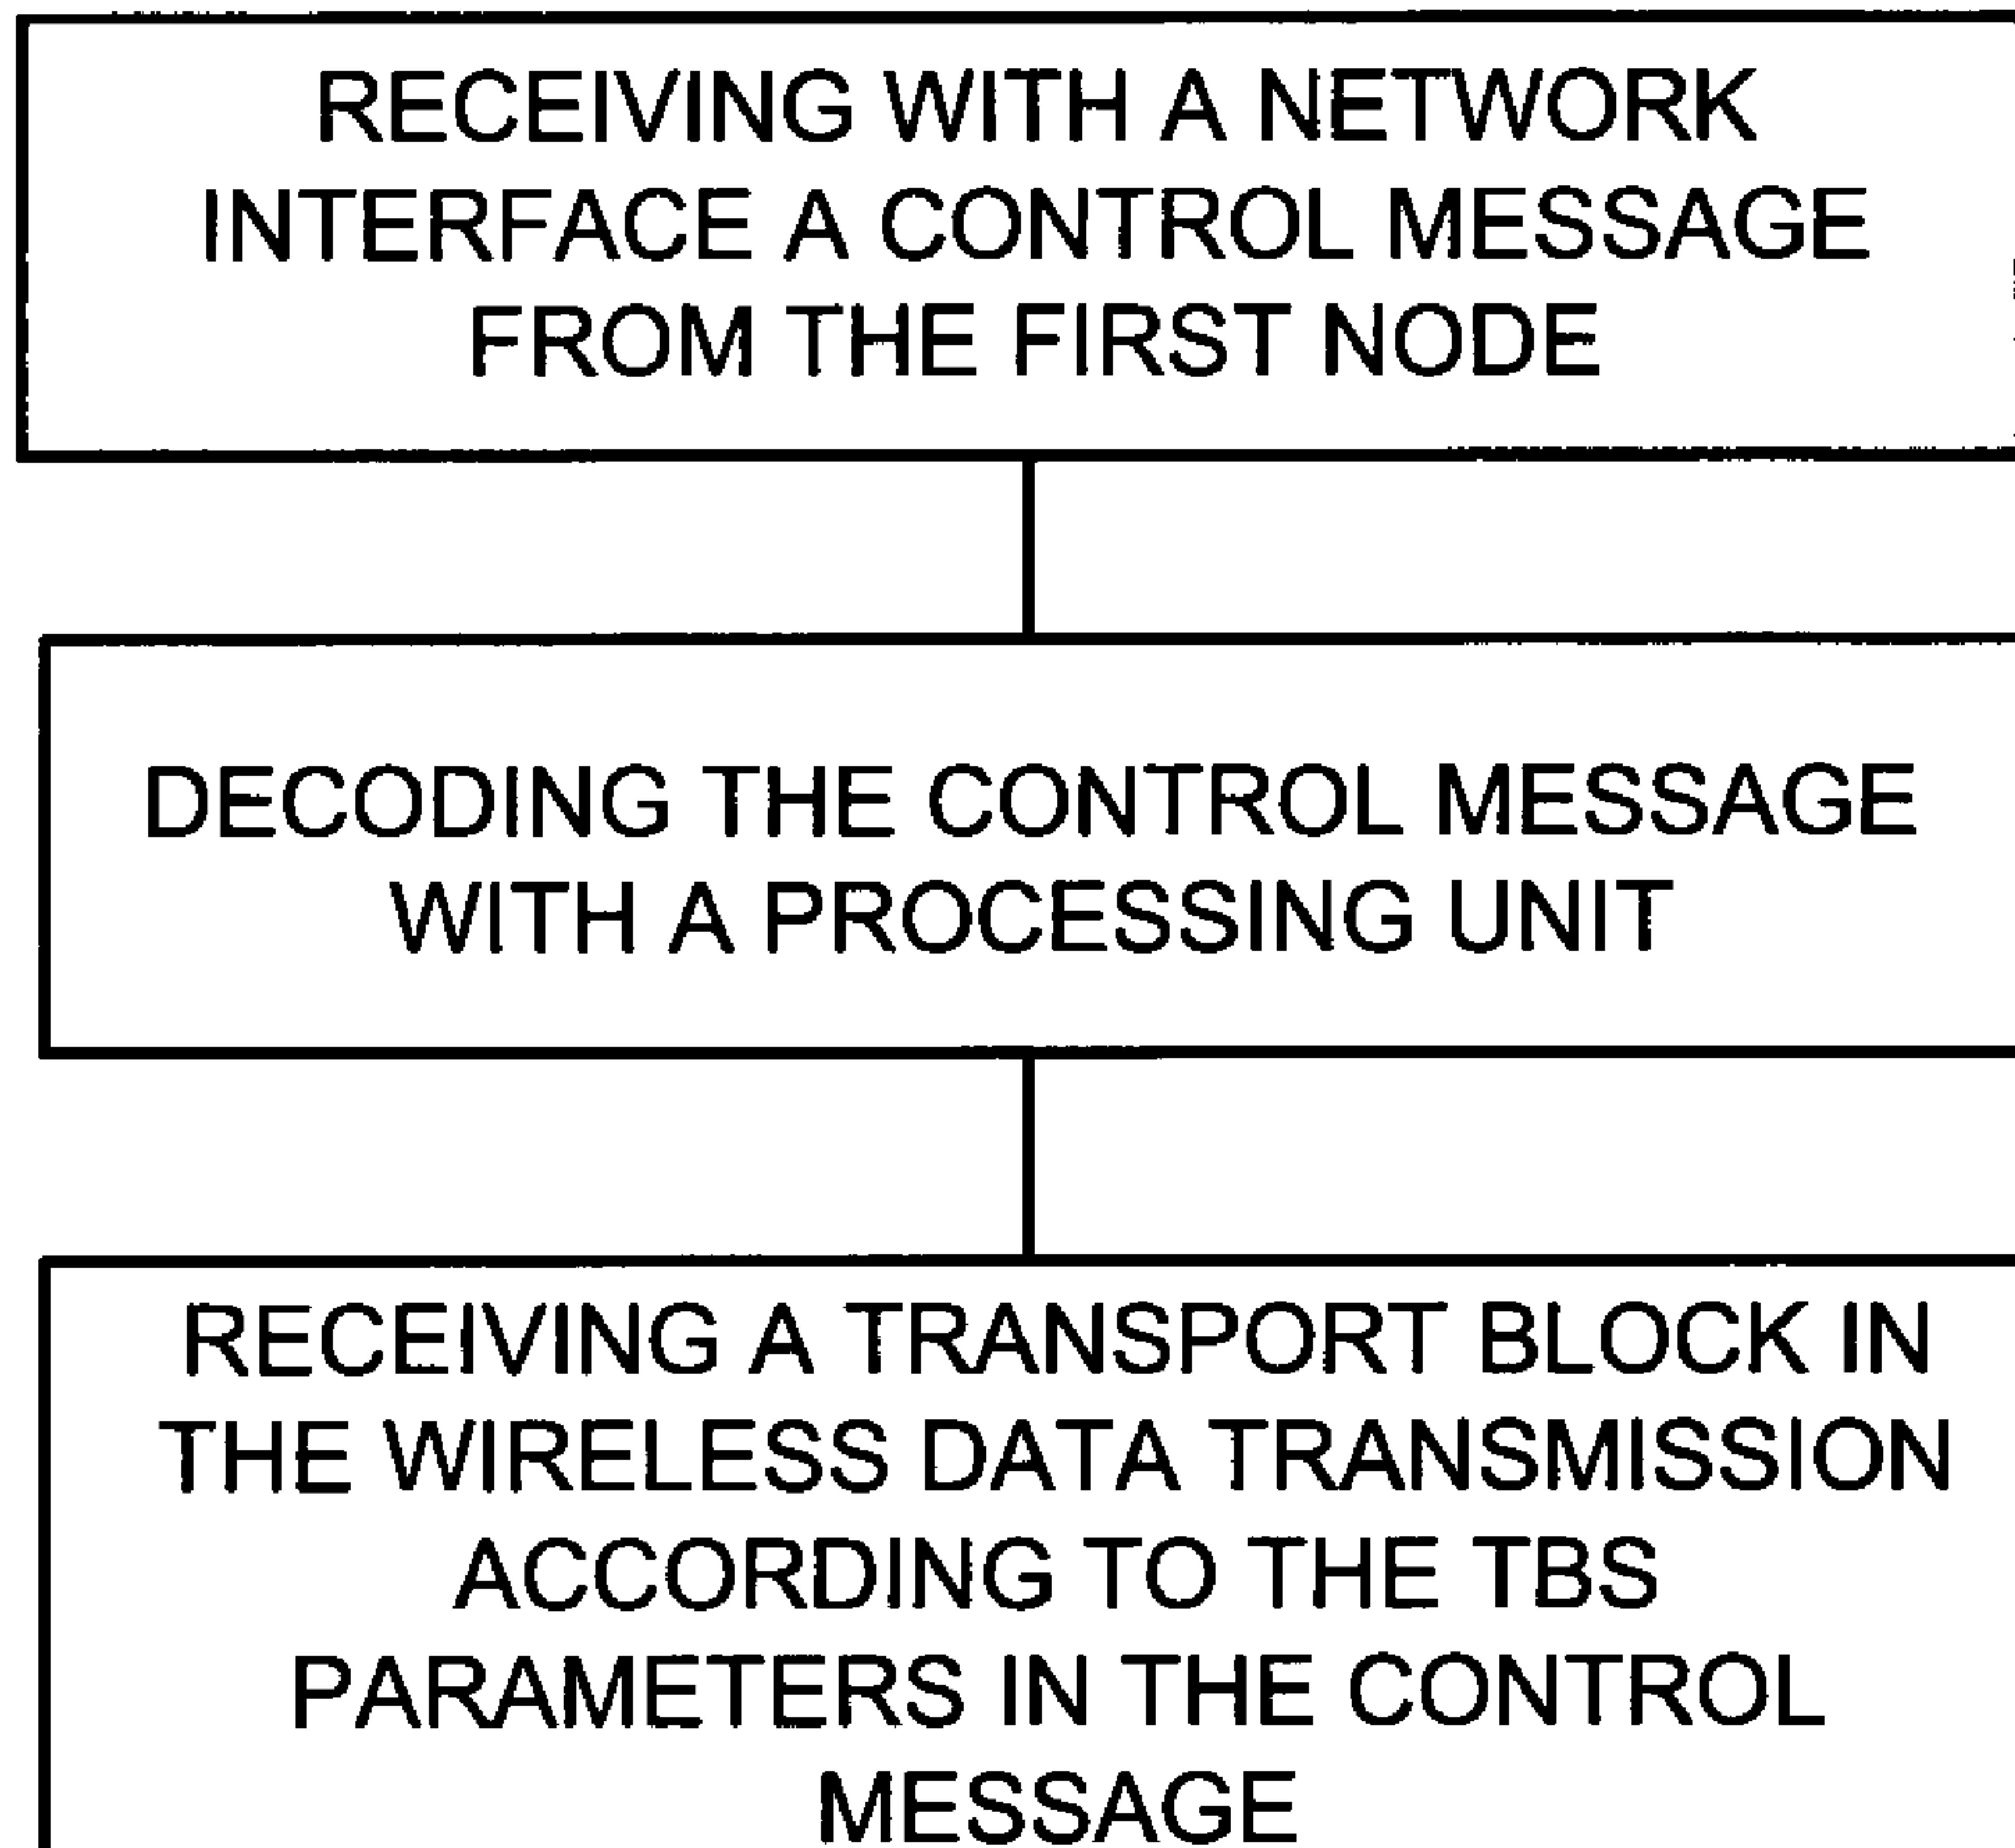 RECEIVING WITH A NETWORK
INTERFACE A CONTROL MESSAGE
FROM THE FIRST NODE
DECODING THE CONTROL MESSAGE
WITH A PROCESSING UNIT
RECEIVING A TRANSPORT BLOCK IN
THE WIRELESS DATA TRANSMISSION
ACCORDING TO THE TBS
PARAMETERS IN THE CONTROL
MESSAGE